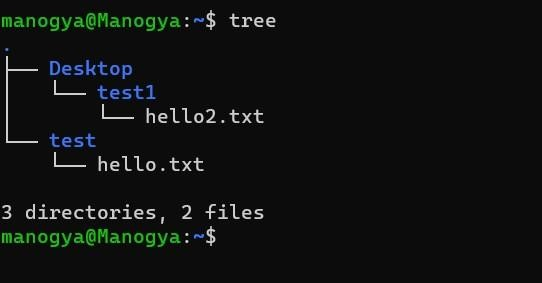 manogya@Manogya:~$ tree
.
├── Desktop
│   └── test1
│       └── hello2.txt
└── test
    └── hello.txt

3 directories, 2 files
manogya@Manogya:~$